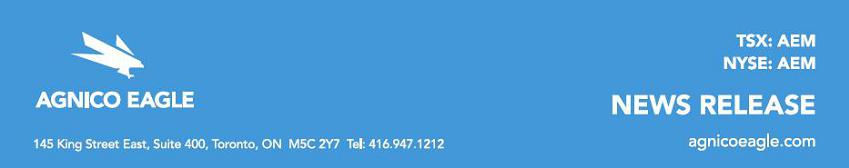 AGNICO EAGLE
145 King Street East, Suite 400, Toronto, ON M5C 2Y7 Tel: 416.947.1212
TSX: AEM
NYSE: AEM
NEWS RELEASE
agnicoeagle.com